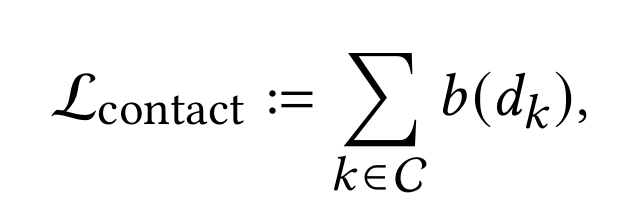 ℒ_contact := ∑_{k∈𝒞} b(d_k),